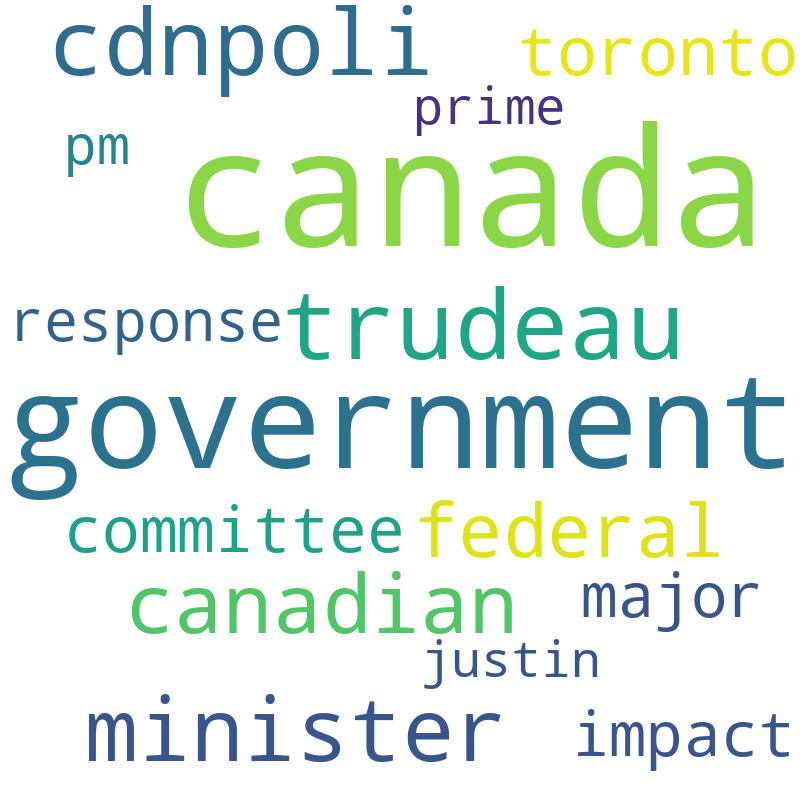 cdnpoli toronto
prime
pm
canada
response trudeau
government
committee federal
canadian major
justin
minister impact